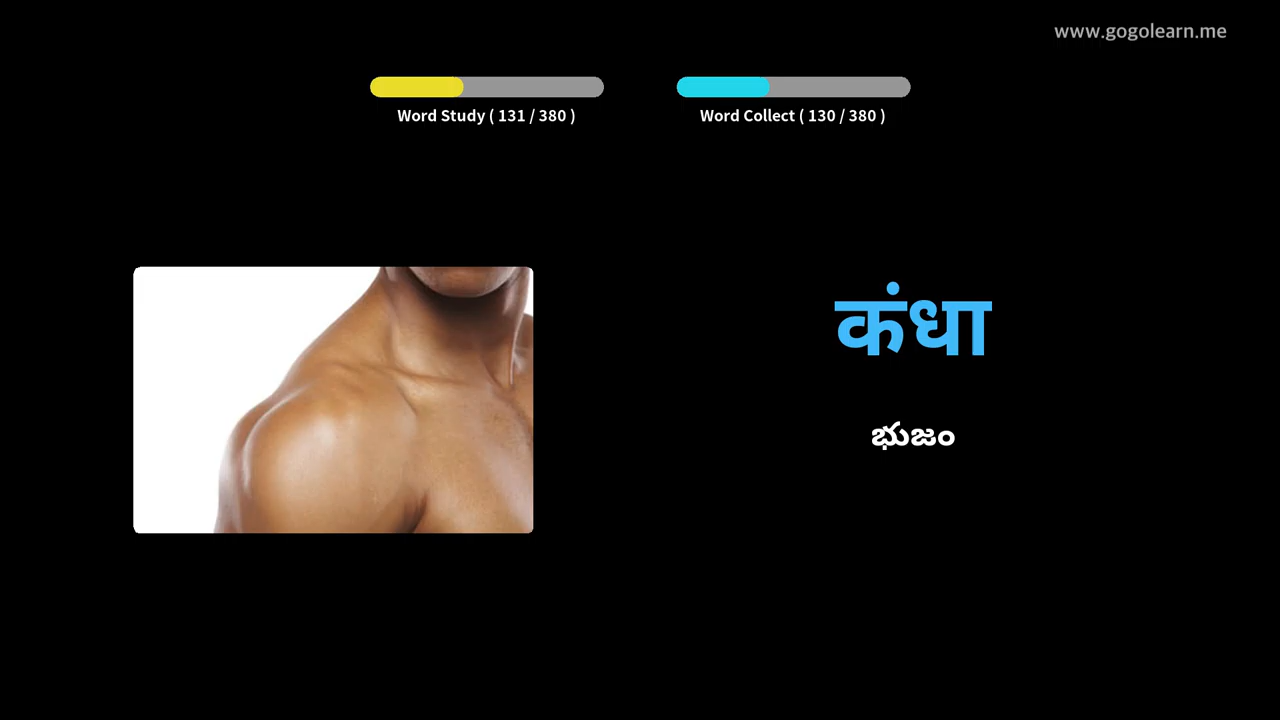 www.gogolearn.me
Word Study ( 131 / 380 )
Word Collect ( 130 / 380 )
कंधा
భుజం